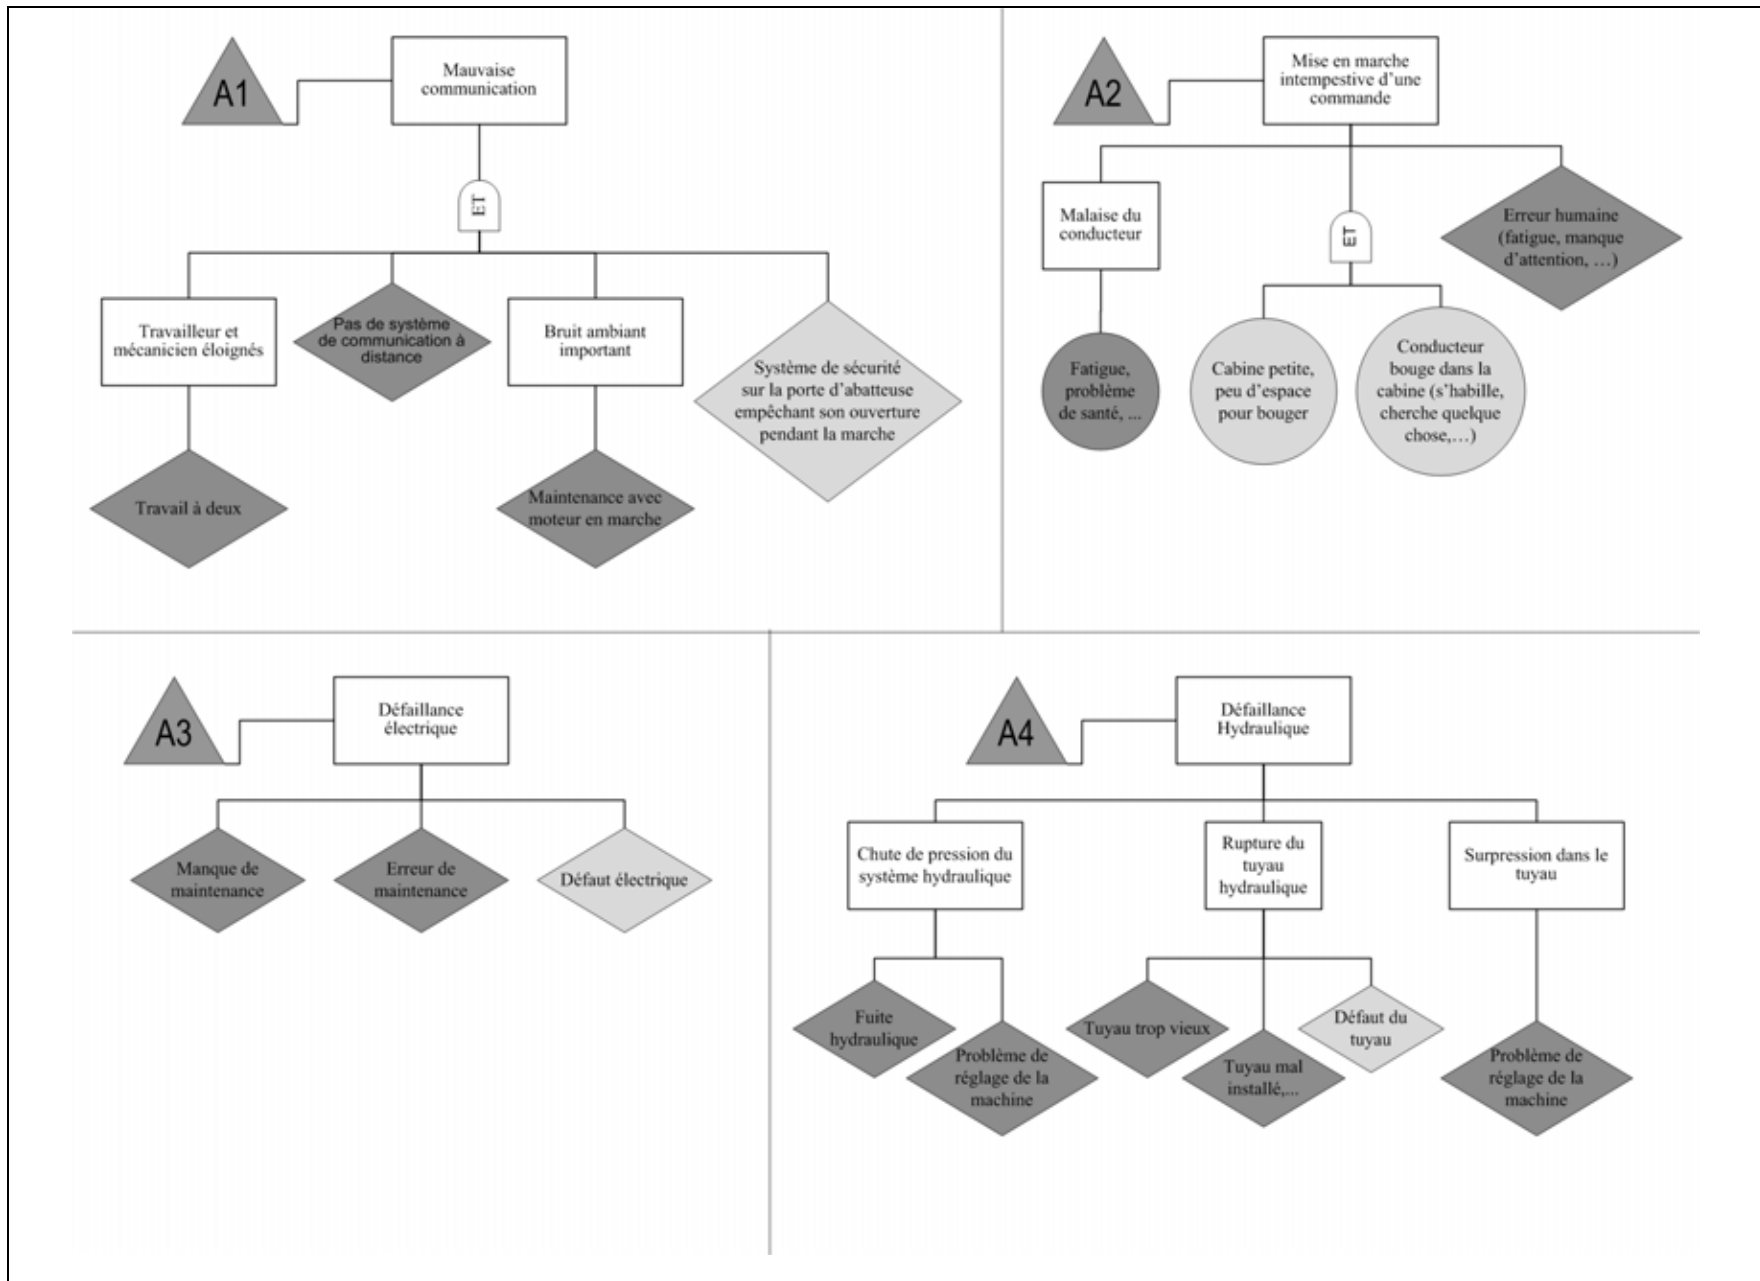 A1
Mauvaise
communication
ET
Travailleur et
mécanicien éloignés
Pas de système
de communication à
distance
Bruit ambiant
important
Système de sécurité
sur la porte d'abatteuse
empêchant son ouverture
pendant la marche
Travail à deux
Maintenance avec
moteur en marche
A2
Mise en marche
intempestive d'une
commande
Malaise du
conducteur
ET
Erreur humaine
(fatigue, manque
d'attention, …)
Fatigue,
problème
de santé, ...
Cabine petite,
peu d'espace
pour bouger
Conducteur
bouge dans la
cabine (s'habille,
cherche quelque
chose,…)
A3
Défaillance
électrique
Manque de
maintenance
Erreur de
maintenance
Défaut électrique
A4
Défaillance
Hydraulique
Chute de pression du
système hydraulique
Rupture du
tuyau
hydraulique
Surpression dans le
tuyau
Fuite
hydraulique
Problème de
réglage de la
machine
Tuyau trop vieux
Tuyau mal
installé,...
Défaut du
tuyau
Problème de
réglage de la
machine